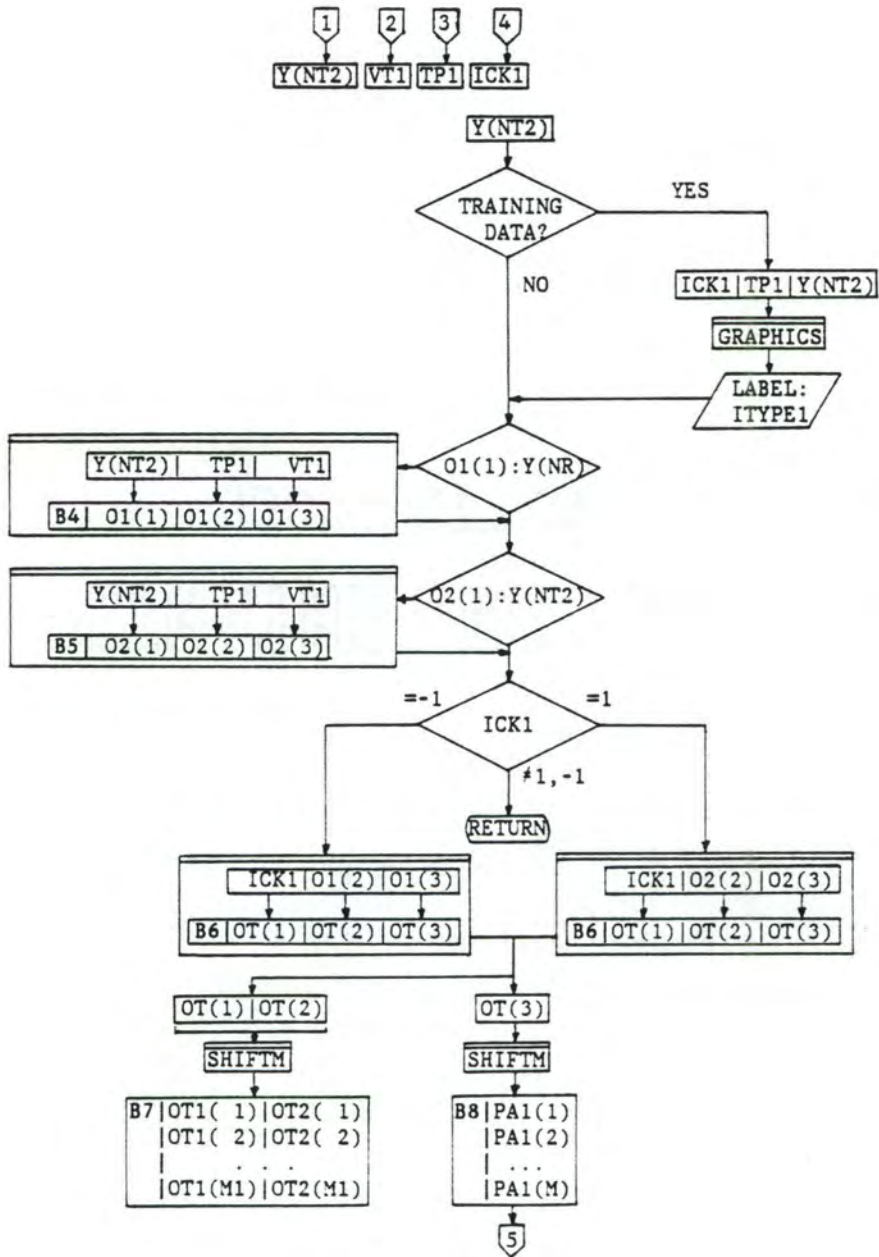 1 2 3 4
Y(NT2) VT1 TP1 ICK1
Y(NT2)
TRAINING
DATA?
YES
NO
ICK1|TP1|Y(NT2)
GRAPHICS
LABEL:
ITYPE1
O1(1):Y(NR)
Y(NT2)| TP1| VT1
B4| O1(1)|O1(2)|O1(3)
O2(1):Y(NT2)
Y(NT2)| TP1| VT1
B5| O2(1)|O2(2)|O2(3)
=-1 ICK1 =1
≠1,-1
RETURN
ICK1|O1(2)|O1(3)
B6|OT(1)|OT(2)|OT(3)
ICK1|O2(2)|O2(3)
B6|OT(1)|OT(2)|OT(3)
OT(1)|OT(2)
SHIFTM
B7|OT1( 1)|OT2( 1)
|OT1( 2)|OT2( 2)
| . . .
|OT1(M1)|OT2(M1)
OT(3)
SHIFTM
B8|PA1(1)
|PA1(2)
| ...
|PA1(M)
5